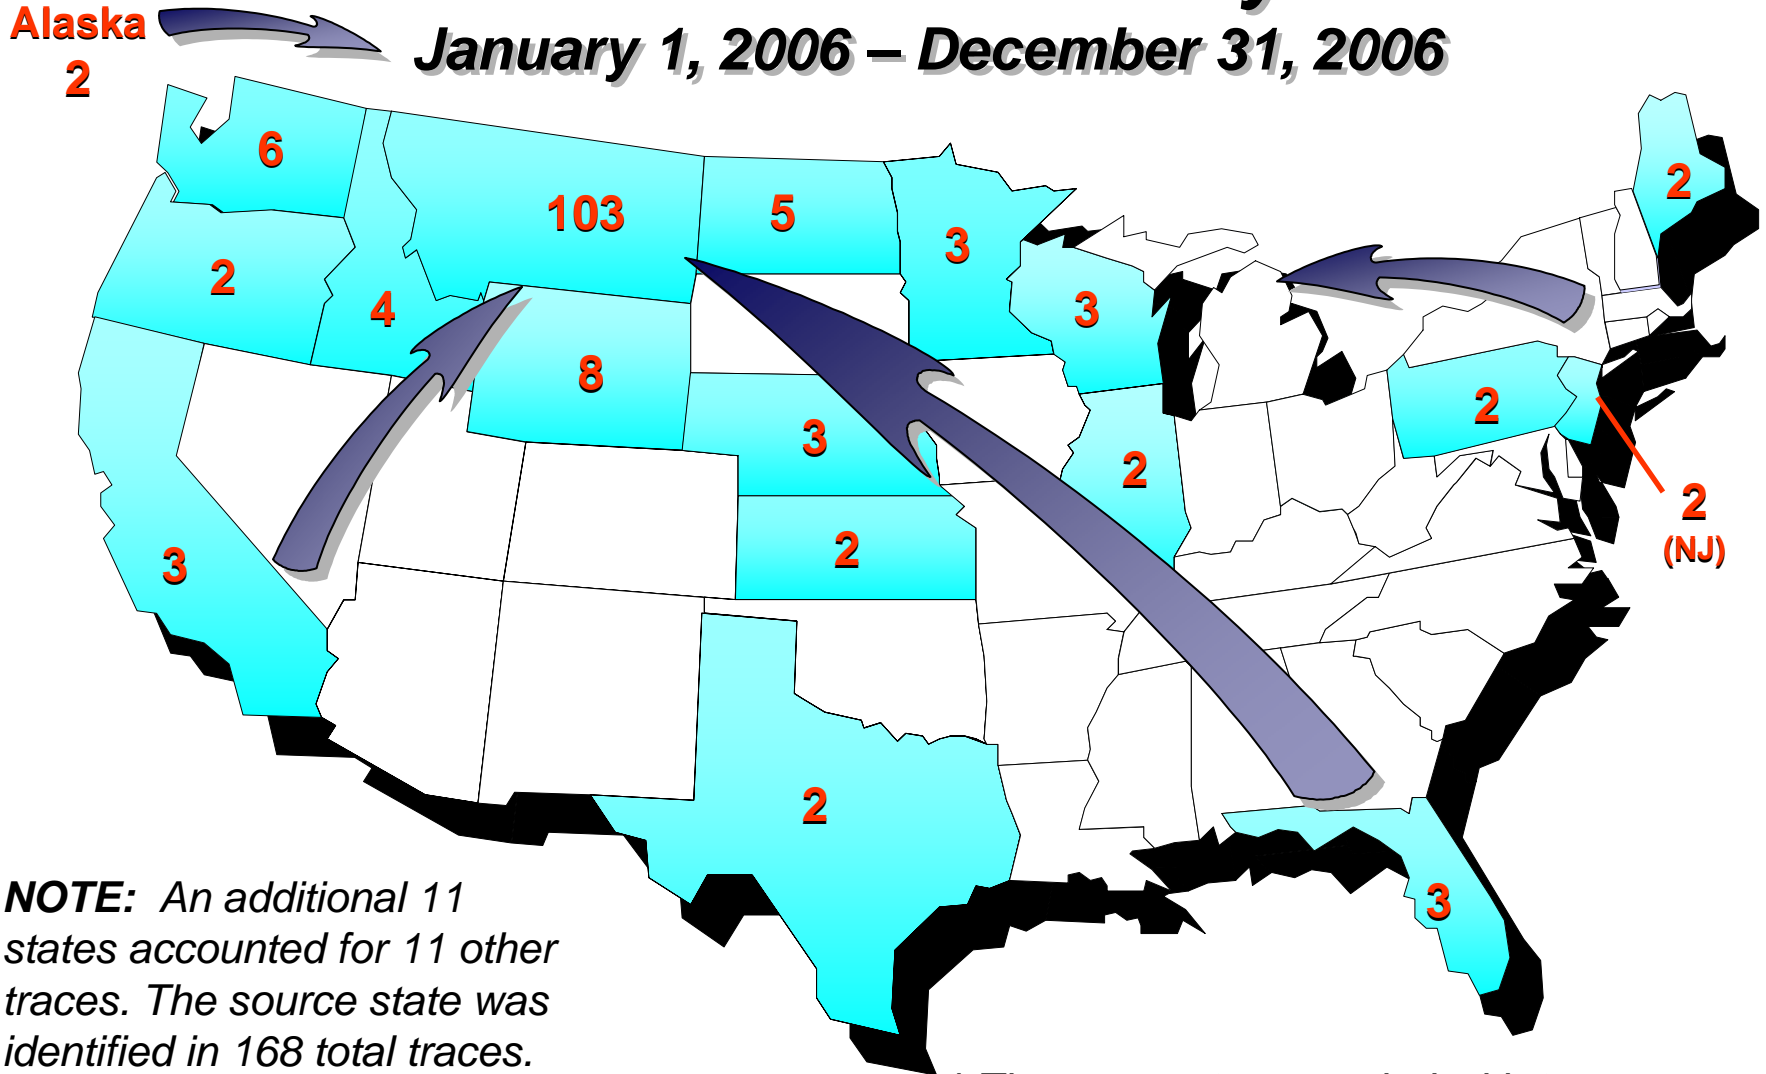 Alaska
2
January 1, 2006 – December 31, 2006
6
103
5
3
2
2
4
3
8
3
2
3
2
2
(NJ)
2
3
2
3
NOTE: An additional 11
states accounted for 11 other
traces. The source state was
identified in 168 total traces.